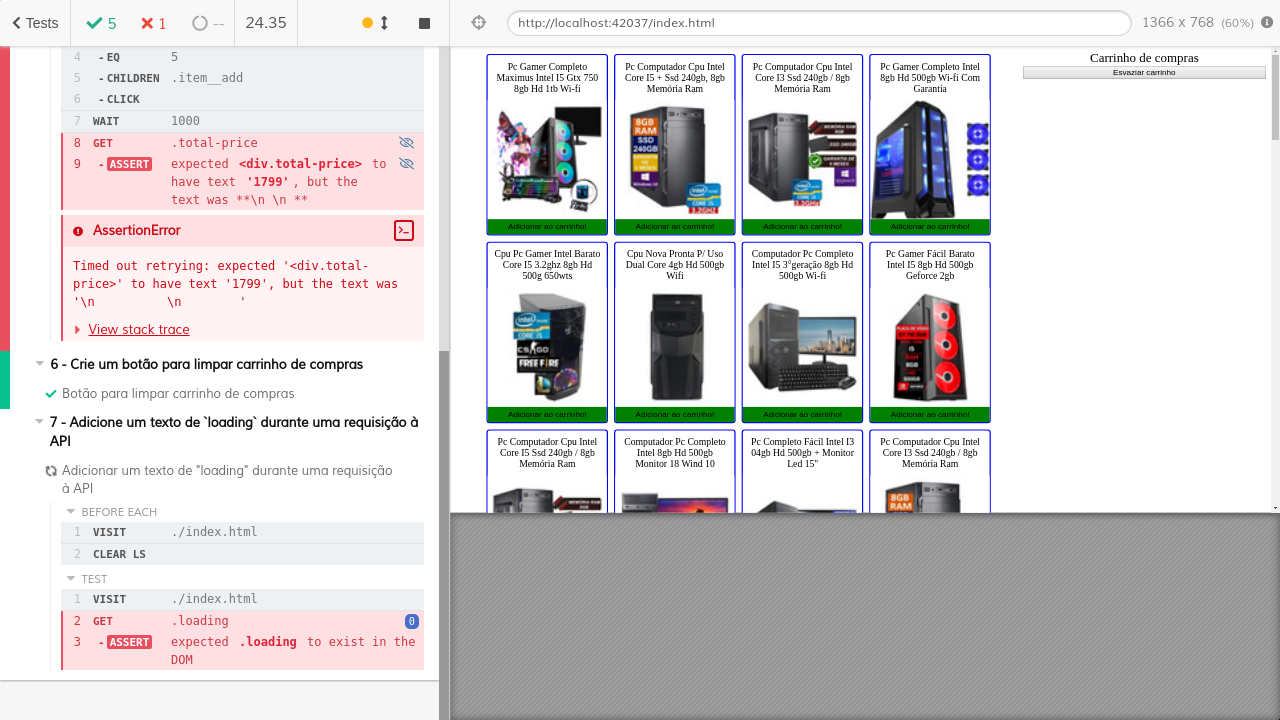 Tests
5
1
--
24.35
http://localhost:42037/index.html
1366 x 768 (60%)
4 - EQ 5
5 - CHILDREN .item__add
6 - CLICK
7 WAIT 1000
8 GET .total-price
9 - ASSERT expected <div.total-price> to
have text '1799', but the
text was **\n \n **
AssertionError
Timed out retrying: expected '<div.total-
price>' to have text '1799', but the text was
'\n \n '
View stack trace
6 - Crie um botão para limpar carrinho de compras
Botão para limpar carrinho de compras
7 - Adicione um texto de `loading` durante uma requisição à
API
Adicionar um texto de "loading" durante uma requisição
à API
BEFORE EACH
1 VISIT ./index.html
2 CLEAR LS
TEST
1 VISIT ./index.html
2 GET .loading 0
3 - ASSERT expected .loading to exist in the
DOM
Pc Gamer Completo
Maximus Intel I5 Gtx 750
8gb Hd 1tb Wi-fi
Adicionar ao carrinho!
Pc Computador Cpu Intel
Core I5 + Ssd 240gb, 8gb
Memória Ram
8GB
RAM
SSD
240GB
Adicionar ao carrinho!
Pc Computador Cpu Intel
Core I3 Ssd 240gb / 8gb
Memória Ram
Adicionar ao carrinho!
Pc Gamer Completo Intel
8gb Hd 500gb Wi-fi Com
Garantia
Adicionar ao carrinho!
Cpu Pc Gamer Intel Barato
Core I5 3.2ghz 8gb Hd
500g 650wts
CS:GO
FREE FIRE
Adicionar ao carrinho!
Cpu Nova Pronta P/ Uso
Dual Core 4gb Hd 500gb
Wifi
Adicionar ao carrinho!
Computador Pc Completo
Intel I5 3°geração 8gb Hd
500gb Wi-fi
Adicionar ao carrinho!
Pc Gamer Fácil Barato
Intel I5 8gb Hd 500gb
Geforce 2gb
Adicionar ao carrinho!
Pc Computador Cpu Intel
Core I5 Ssd 240gb / 8gb
Memória Ram
Computador Pc Completo
Intel 8gb Hd 500gb
Monitor 18 Wind 10
Pc Completo Fácil Intel I3
04gb Hd 500gb + Monitor
Led 15"
Pc Computador Cpu Intel
Core I3 Ssd 240gb / 8gb
Memória Ram
8GB
RAM
Carrinho de compras
Esvaziar carrinho